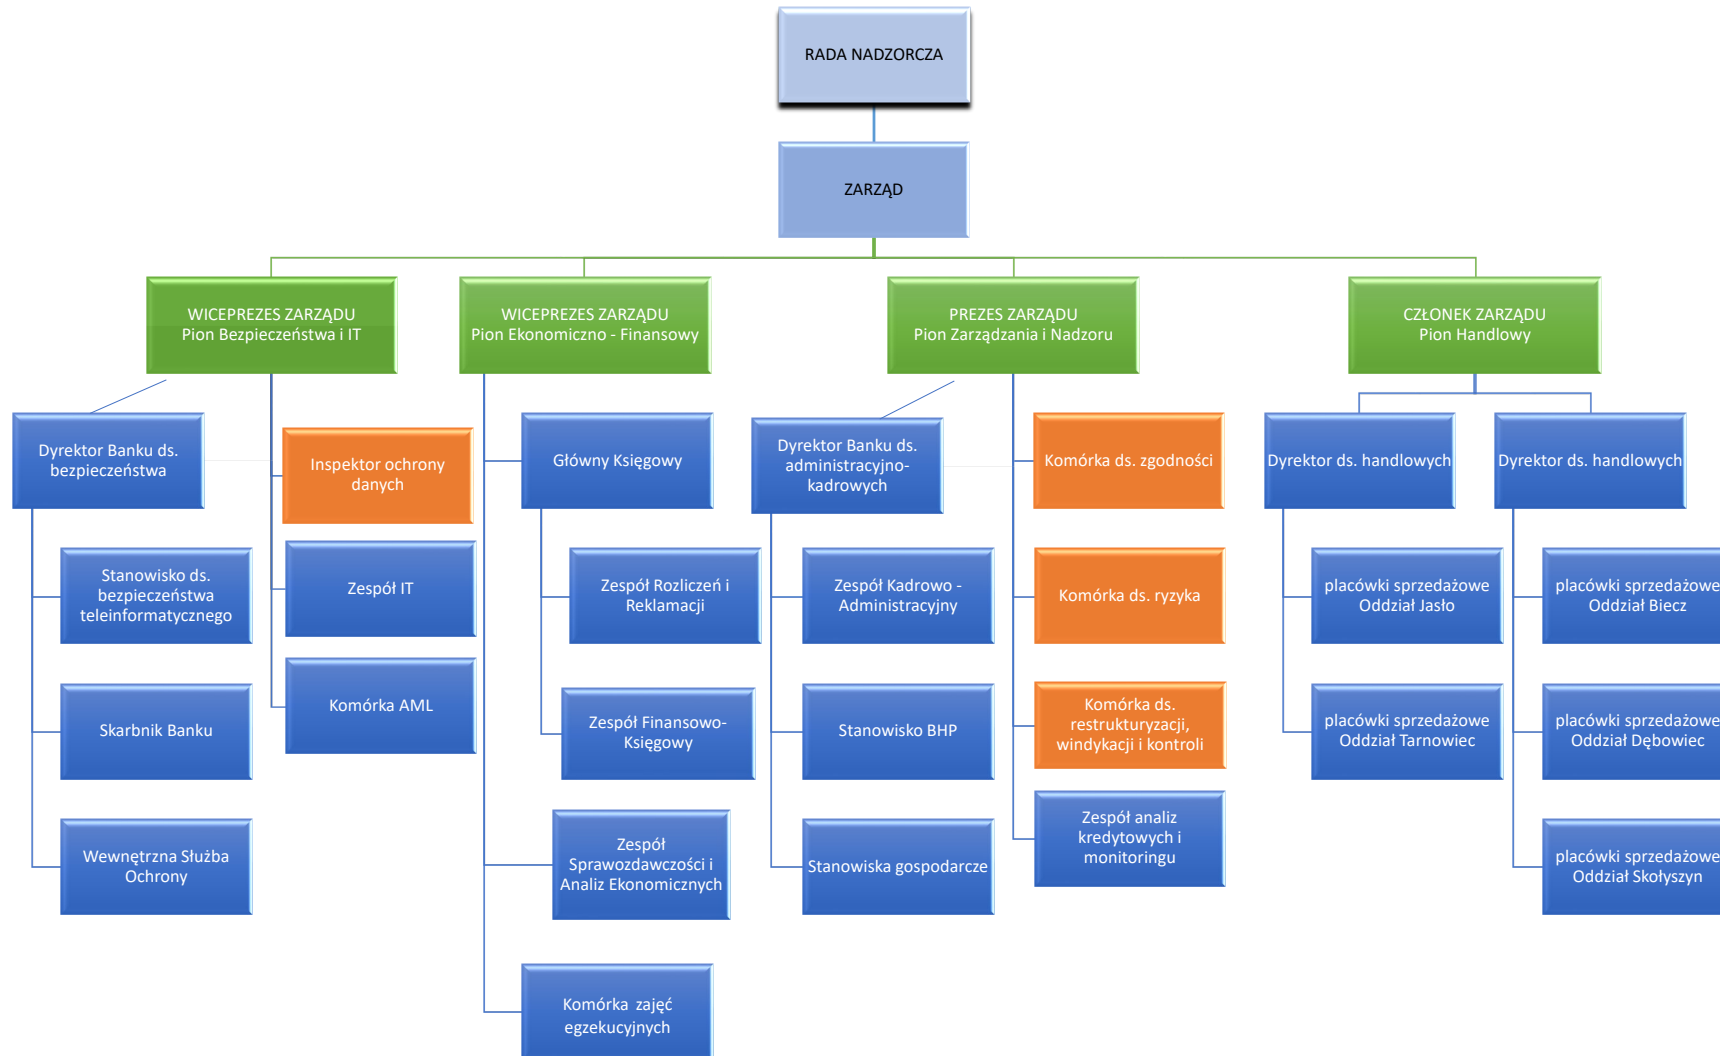 RADA NADZORCZA
ZARZĄD
WICEPREZES ZARZĄDU
Pion Bezpieczeństwa i IT
WICEPREZES ZARZĄDU
Pion Ekonomiczno - Finansowy
PREZES ZARZĄDU
Pion Zarządzania i Nadzoru
CZŁONEK ZARZĄDU
Pion Handlowy
Dyrektor Banku ds.
bezpieczeństwa
Inspektor ochrony
danych
Główny Księgowy
Dyrektor Banku ds.
administracyjno-
kadrowych
Komórka ds. zgodności
Dyrektor ds. handlowych
Dyrektor ds. handlowych
Stanowisko ds.
bezpieczeństwa
teleinformatycznego
Zespół IT
Zespół Rozliczeń i
Reklamacji
Zespół Kadrowo -
Administracyjny
Komórka ds. ryzyka
placówki sprzedażowe
Oddział Jasło
placówki sprzedażowe
Oddział Biecz
Skarbnik Banku
Komórka AML
Zespół Finansowo-
Księgowy
Stanowisko BHP
Komórka ds.
restrukturyzacji,
windykacji i kontroli
placówki sprzedażowe
Oddział Tarnowiec
placówki sprzedażowe
Oddział Dębowiec
Wewnętrzna Służba
Ochrony
Zespół
Sprawozdawczości i
Analiz Ekonomicznych
Stanowiska gospodarcze
Zespół analiz
kredytowych i
monitoringu
placówki sprzedażowe
Oddział Skołyszyn
Komórka zajęć
egzekucyjnych